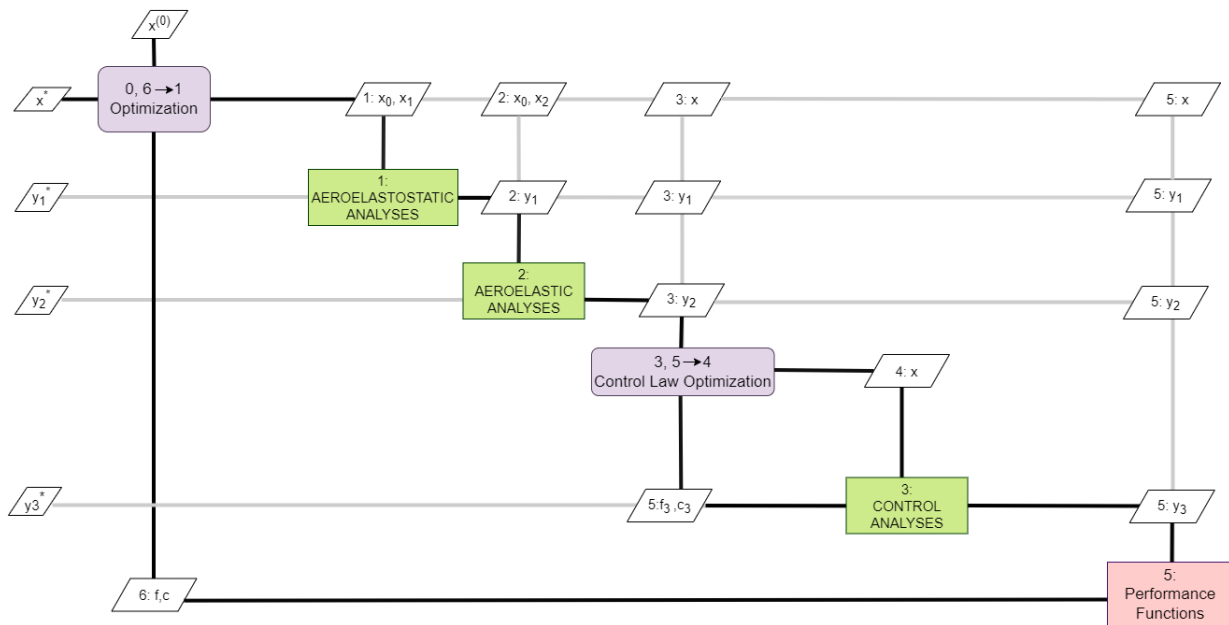 x(0)
0, 6 → 1
Optimization
x*
1: x0, x1
2: x0, x2
3: x
5: x
y1*
1:
AEROELASTOSTATIC
ANALYSES
2: y1
3: y1
5: y1
y2*
2:
AEROELASTIC
ANALYSES
3: y2
5: y2
3, 5 → 4
Control Law Optimization
4: x
y3*
5:f3 ,c3
3:
CONTROL
ANALYSES
5: y3
6: f,c
5:
Performance
Functions